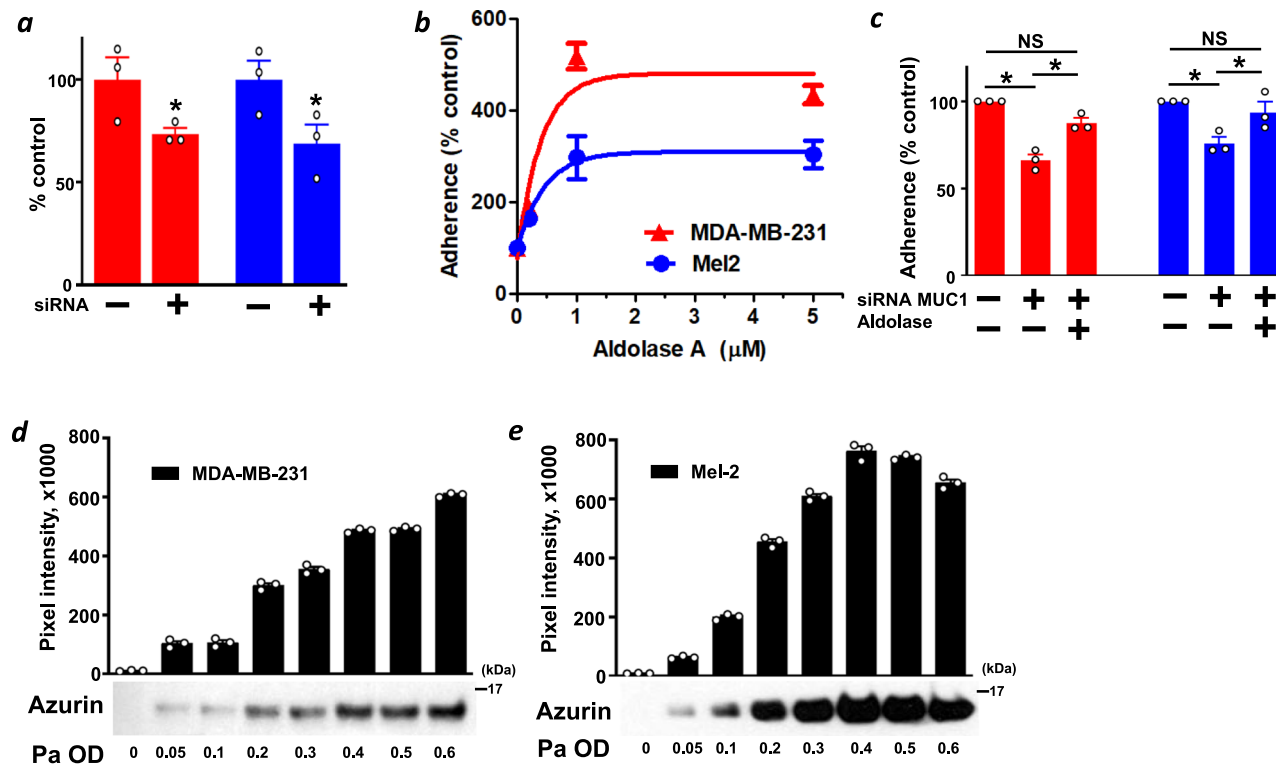 a
% control
100
50
0
*
*
siRNA
− + − +
b
Adherence (% control)
600
400
200
0
0 1 2 3 4 5
Aldolase A (μM)
MDA-MB-231
Mel2
c
Adherence (% control)
100
50
0
NS
* *
NS
* *
siRNA MUC1 − + + − + +
Aldolase − − + − − +
d
Pixel intensity, x1000
800
600
400
200
0
MDA-MB-231
(kDa)
−17
Azurin
Pa OD 0 0.05 0.1 0.2 0.3 0.4 0.5 0.6
e
Pixel intensity, x1000
800
600
400
200
0
Mel-2
(kDa)
−17
Azurin
Pa OD 0 0.05 0.1 0.2 0.3 0.4 0.5 0.6